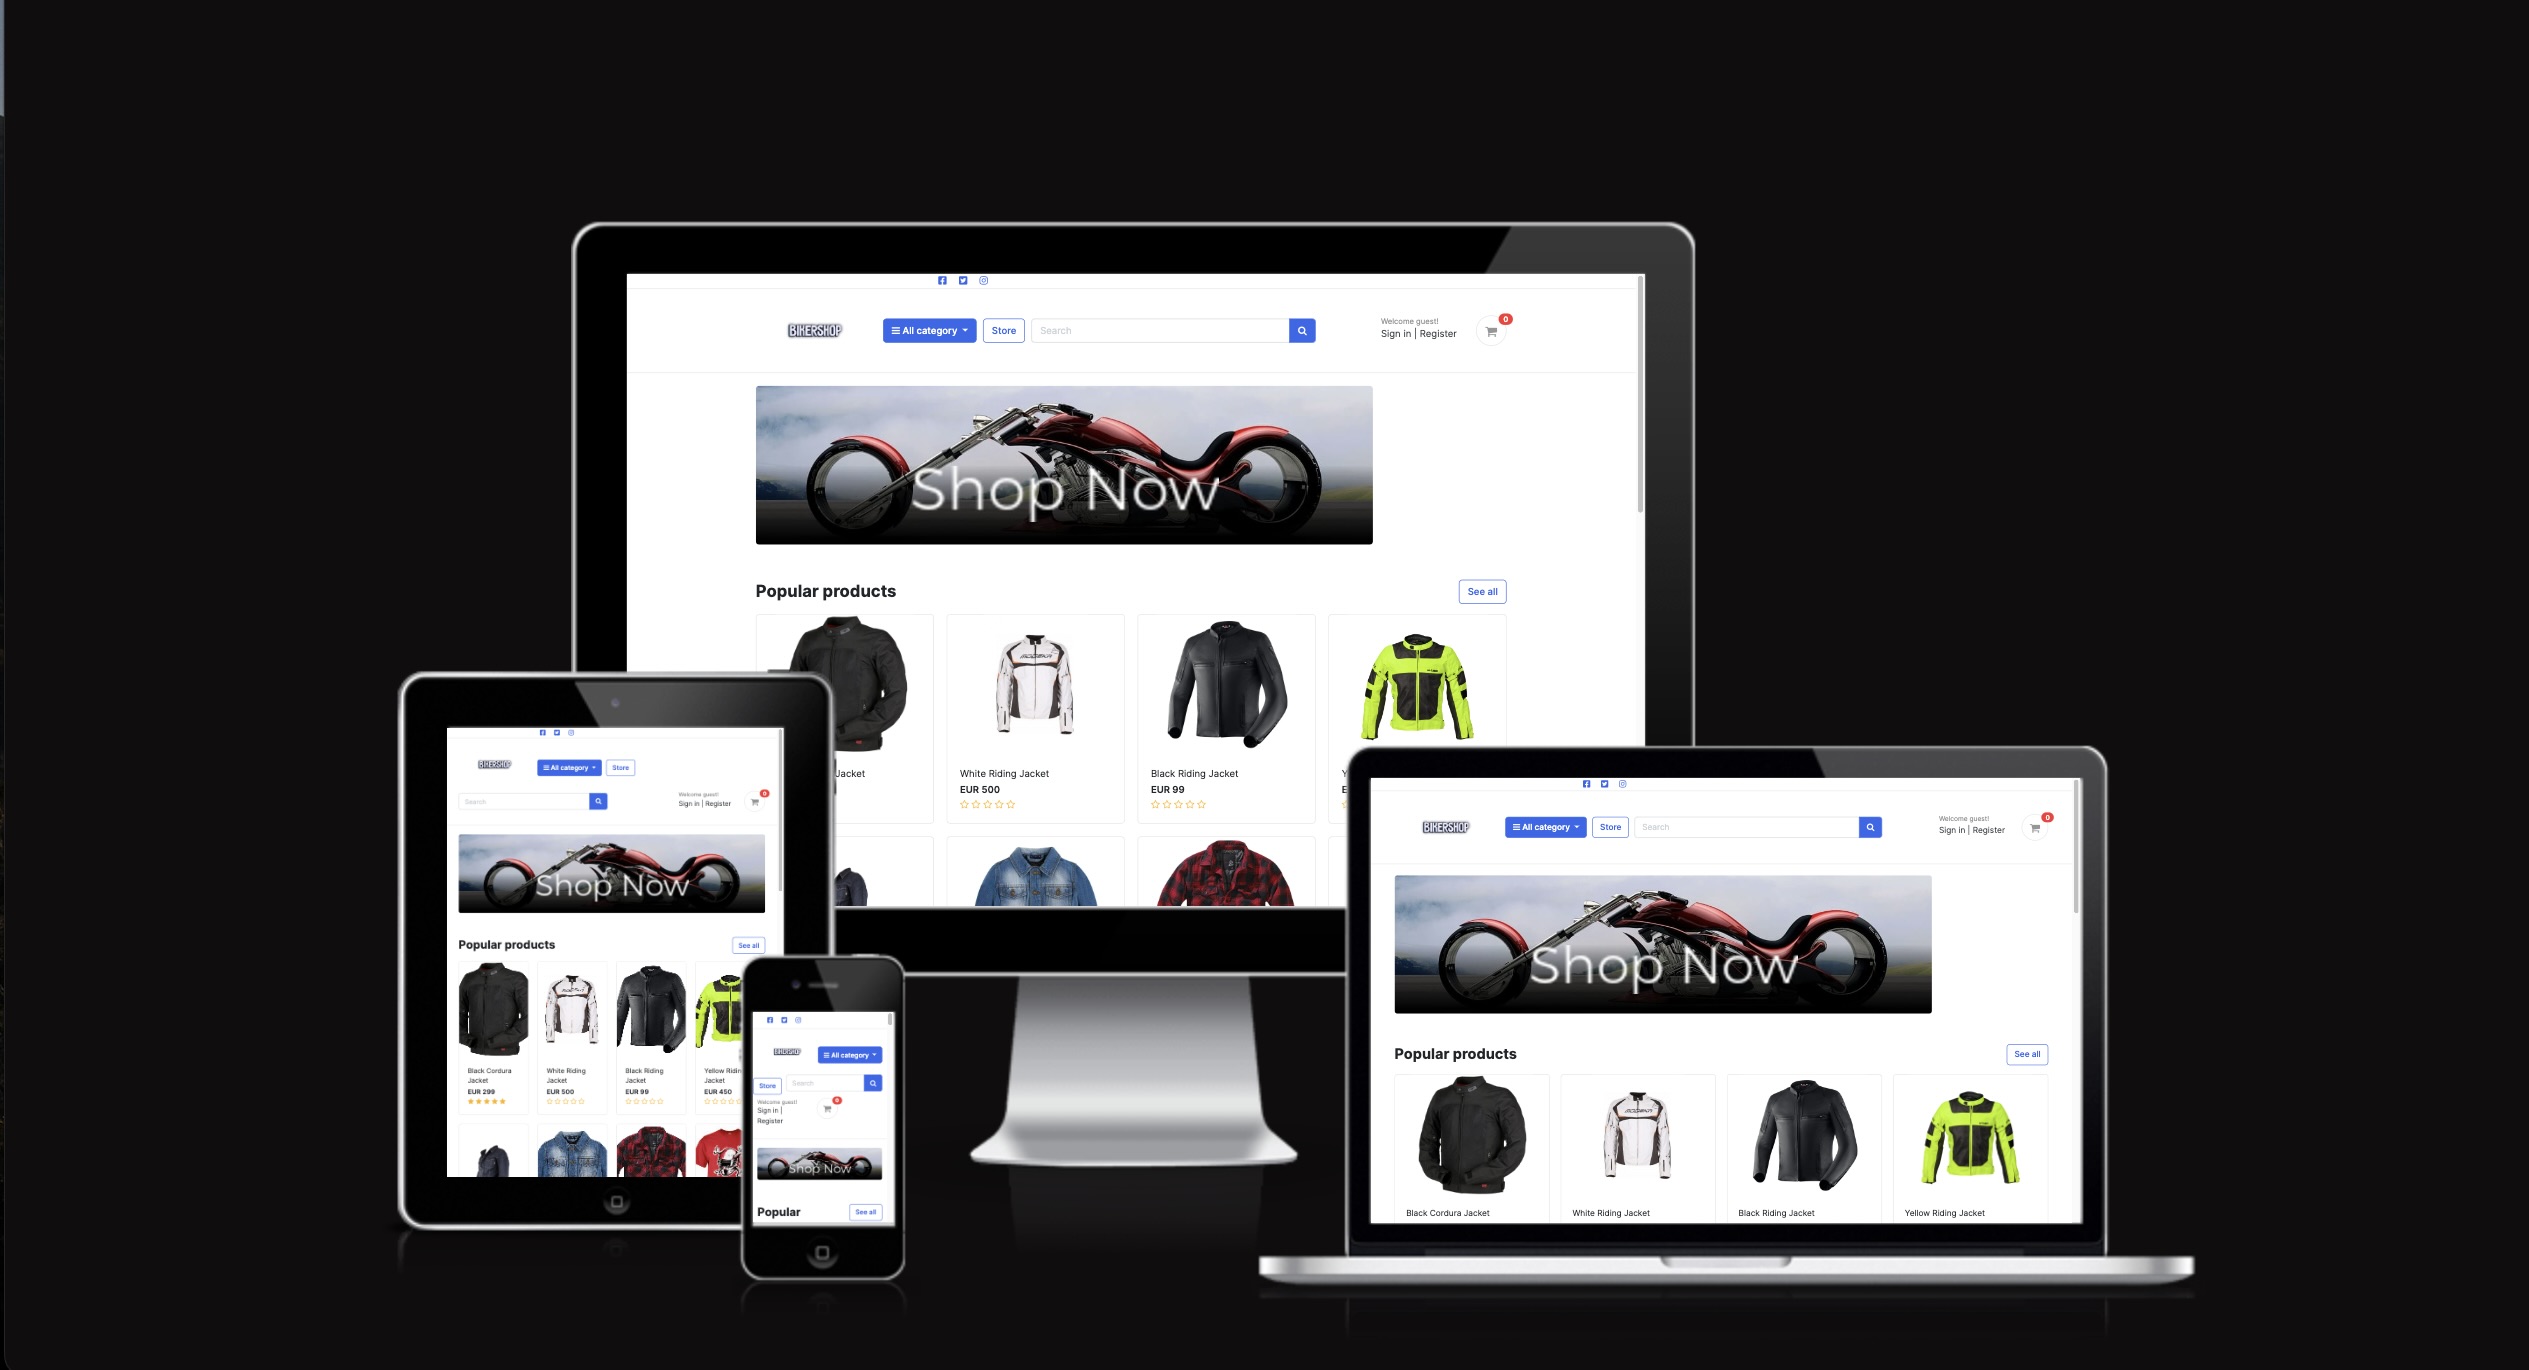 BIKERSHOP
All category
Store
Search
Welcome guest!
Sign in | Register
0
Shop Now
Popular products
See all
Jacket
White Riding Jacket
EUR 500
Black Riding Jacket
EUR 99
Y
E
BIKERSHOP
All category
Store
Search
Welcome guest!
Sign in | Register
0
Shop Now
Popular products
See all
Black Cordura
Jacket
EUR 299
White Riding
Jacket
EUR 500
Black Riding
Jacket
EUR 99
Yellow Ridin
Jacket
EUR 450
BIKERSHOP
All category
Store
Search
Welcome guest!
Sign in |
Register
0
Shop Now
Popular
See all
BIKERSHOP
All category
Store
Search
Welcome guest!
Sign in | Register
0
Shop Now
Popular products
See all
Black Cordura Jacket
White Riding Jacket
Black Riding Jacket
Yellow Riding Jacket